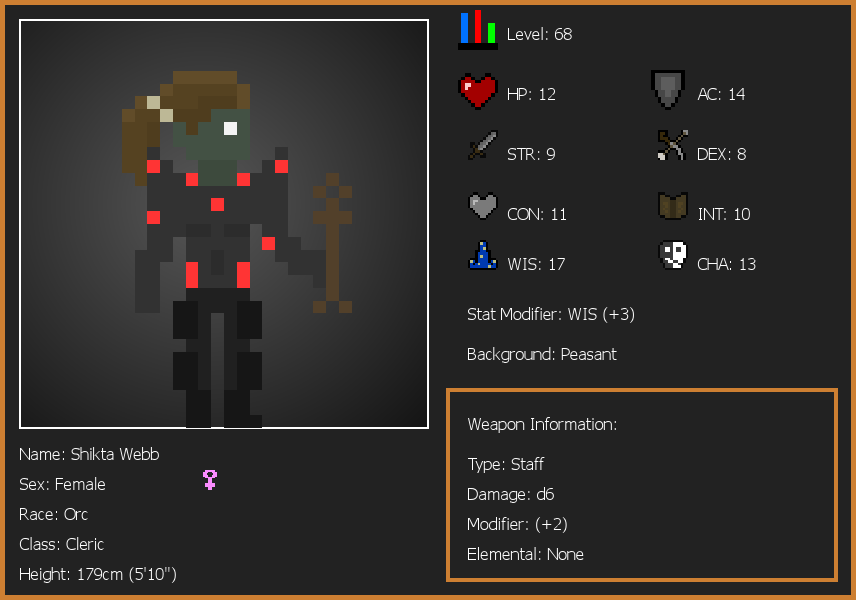 Level: 68
HP: 12
AC: 14
STR: 9
DEX: 8
CON: 11
INT: 10
WIS: 17
CHA: 13
Stat Modifier: WIS (+3)
Background: Peasant
Weapon Information:
Type: Staff
Damage: d6
Modifier: (+2)
Elemental: None
Name: Shikta Webb
Sex: Female
Race: Orc
Class: Cleric
Height: 179cm (5'10")